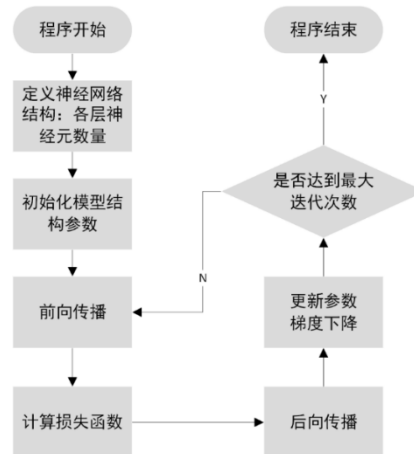 程序开始
定义神经网络
结构：各层神
经元数量
初始化模型结
构参数
前向传播
计算损失函数
后向传播
更新参数
梯度下降
是否达到最大
迭代次数
N
Y
程序结束